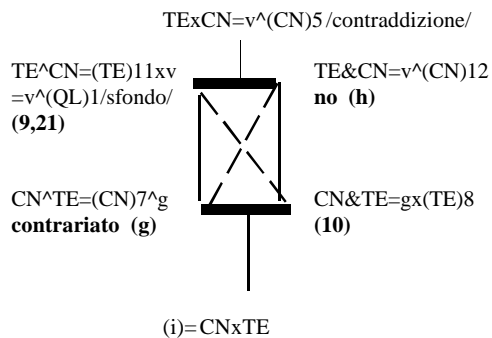 TExCN=v^(CN)5/contraddizione/
TE^CN=(TE)11xv
=v^(QL)1/sfondo/
(9,21)
TE&CN=v^(CN)12
no (h)
CN^TE=(CN)7^g
contrariato (g)
CN&TE=gx(TE)8
(10)
(i)=CNxTE